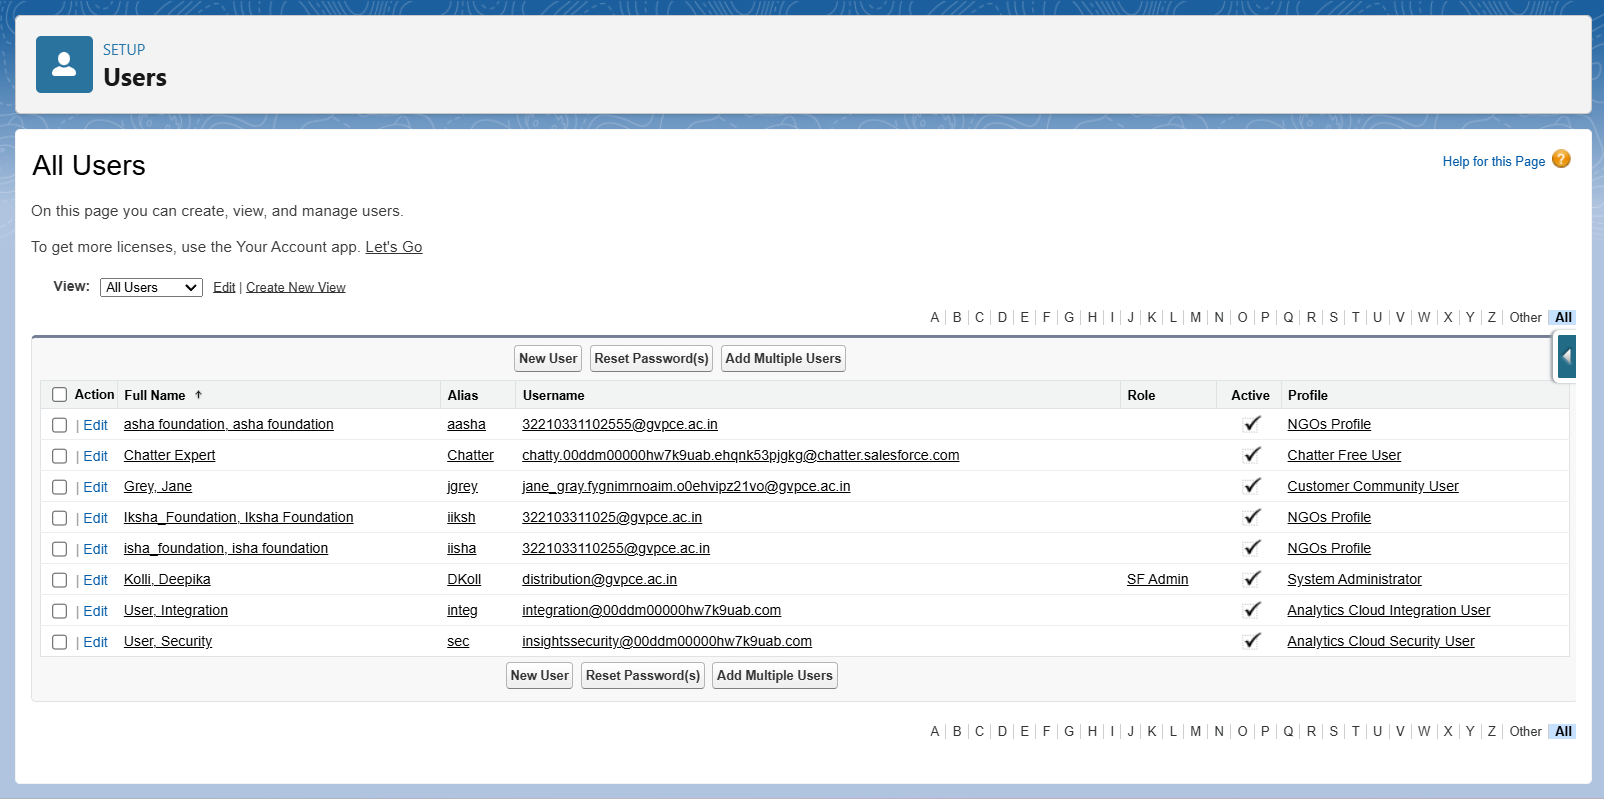 SETUP
Users
All Users
Help for this Page ?
On this page you can create, view, and manage users.
To get more licenses, use the Your Account app. Let's Go
View: All Users Edit | Create New View
A | B | C | D | E | F | G | H | I | J | K | L | M | N | O | P | Q | R | S | T | U | V | W | X | Y | Z | Other | All
New User Reset Password(s) Add Multiple Users
Action Full Name ↑ Alias Username Role Active Profile
| Edit asha foundation, asha foundation aasha 32210331102555@gvpce.ac.in NGOs Profile
| Edit Chatter Expert Chatter chatty.00ddm00000hw7k9uab.ehqnk53pjgkg@chatter.salesforce.com Chatter Free User
| Edit Grey, Jane jgrey jane_gray.fygnimrnoaim.o0ehvipz21vo@gvpce.ac.in Customer Community User
| Edit Iksha_Foundation, Iksha Foundation iiksh 322103311025@gvpce.ac.in NGOs Profile
| Edit isha_foundation, isha foundation iisha 3221033110255@gvpce.ac.in NGOs Profile
| Edit Kolli, Deepika DKoll distribution@gvpce.ac.in SF Admin System Administrator
| Edit User, Integration integ integration@00ddm00000hw7k9uab.com Analytics Cloud Integration User
| Edit User, Security sec insightssecurity@00ddm00000hw7k9uab.com Analytics Cloud Security User
New User Reset Password(s) Add Multiple Users
A | B | C | D | E | F | G | H | I | J | K | L | M | N | O | P | Q | R | S | T | U | V | W | X | Y | Z | Other | All